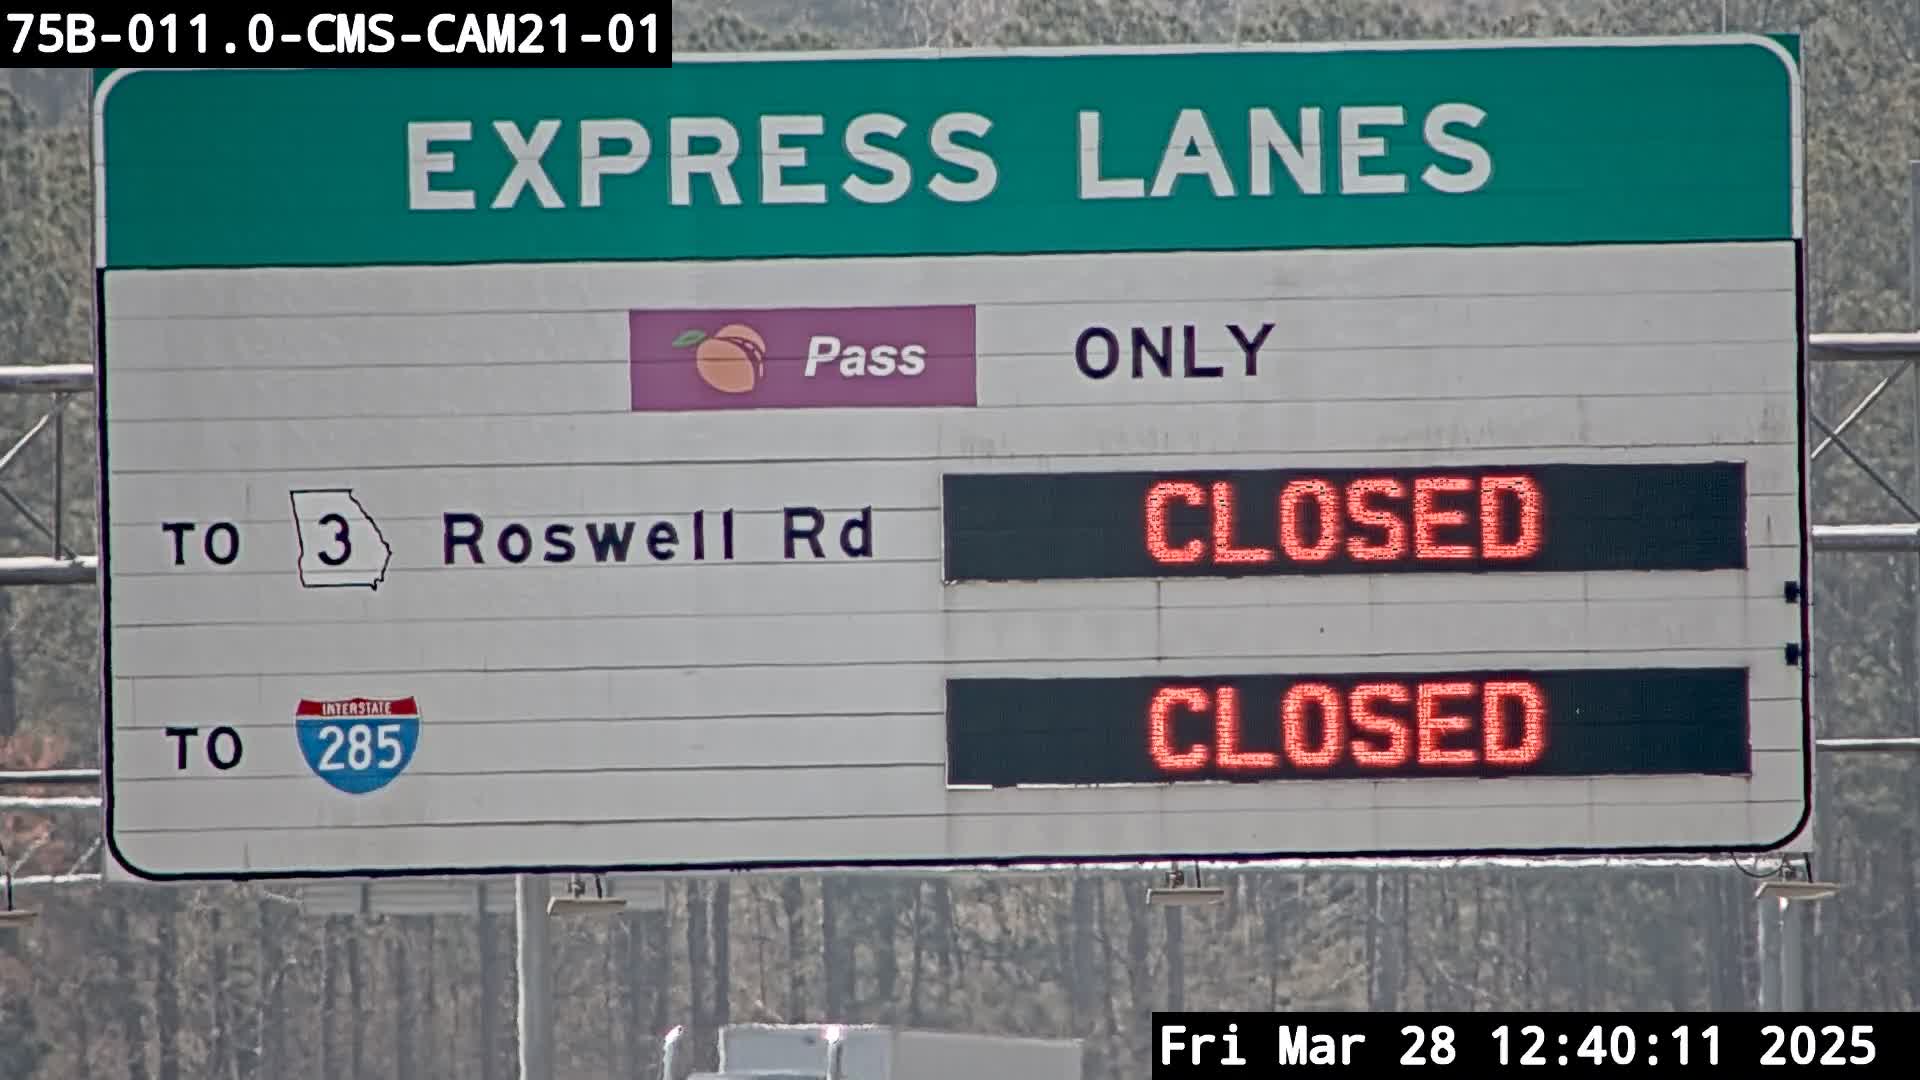 75B-011.0-CMS-CAM21-01
EXPRESS LANES
Pass ONLY
TO 3 Roswell Rd CLOSED
TO INTERSTATE 285 CLOSED
Fri Mar 28 12:40:11 2025